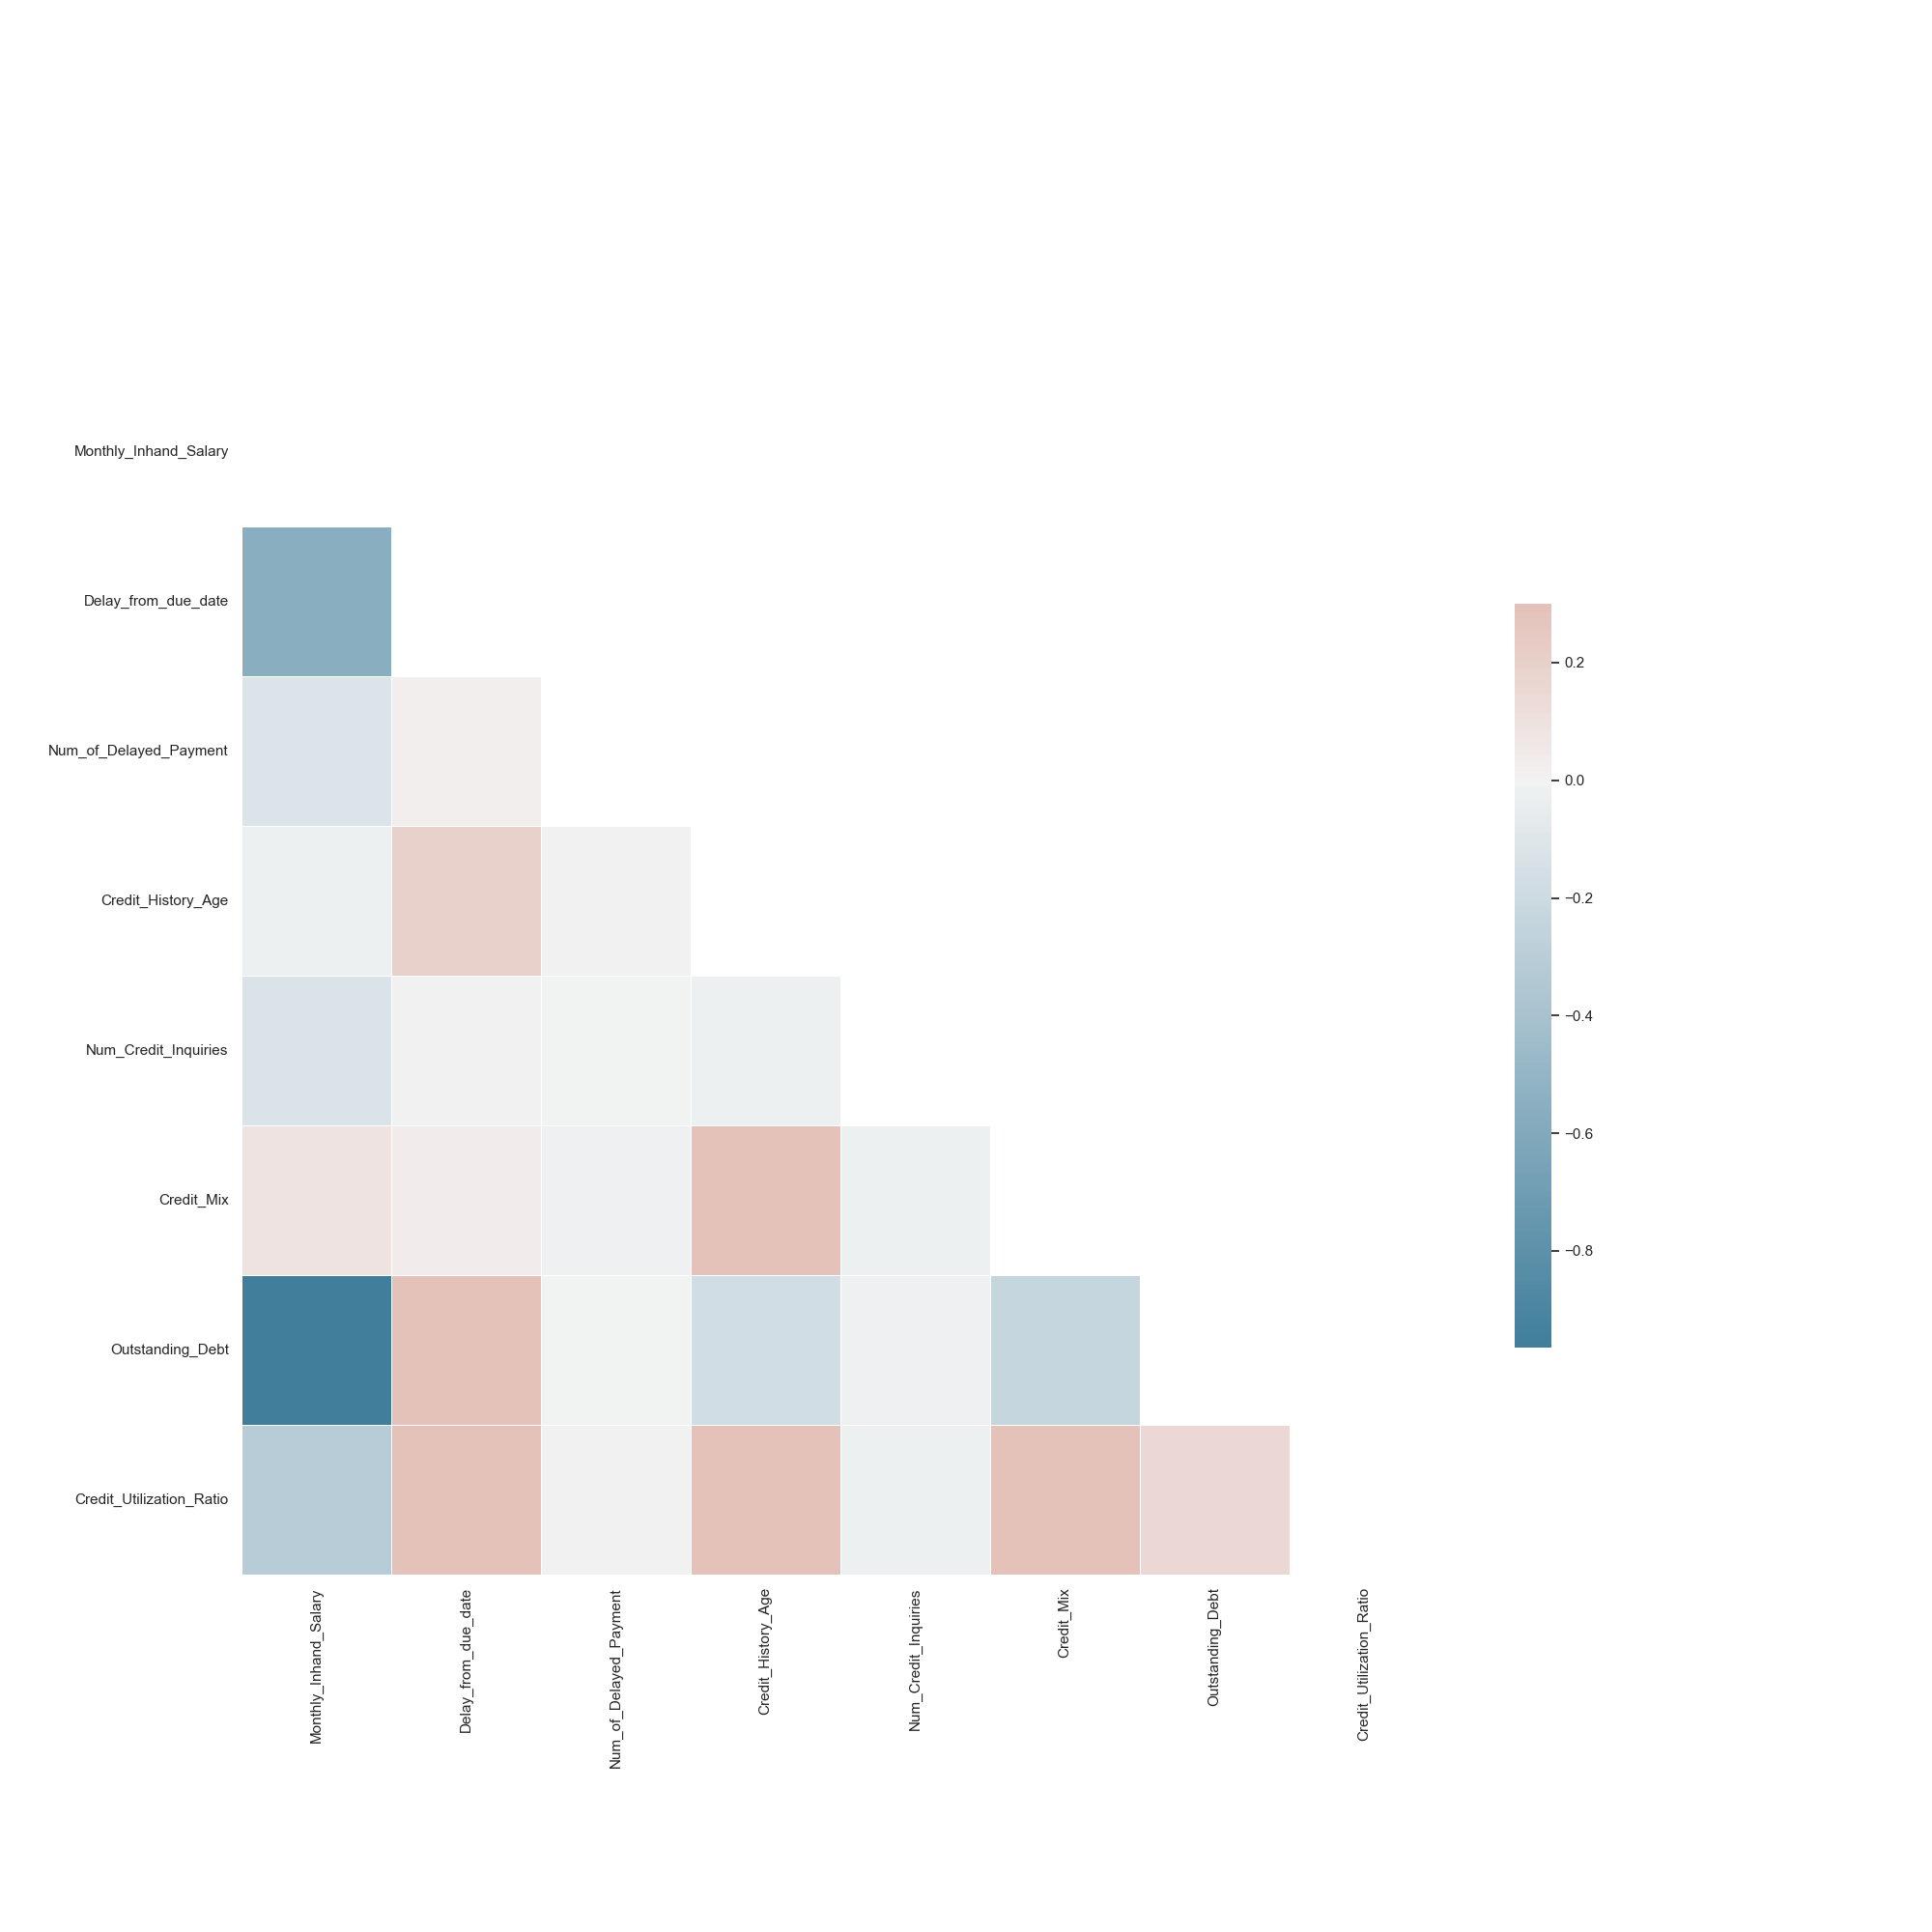 Monthly_Inhand_Salary
Delay_from_due_date
Num_of_Delayed_Payment
Credit_History_Age
Num_Credit_Inquiries
Credit_Mix
Outstanding_Debt
Credit_Utilization_Ratio
Monthly_Inhand_Salary
Delay_from_due_date
Num_of_Delayed_Payment
Credit_History_Age
Num_Credit_Inquiries
Credit_Mix
Outstanding_Debt
Credit_Utilization_Ratio
0.2
0.0
−0.2
−0.4
−0.6
−0.8